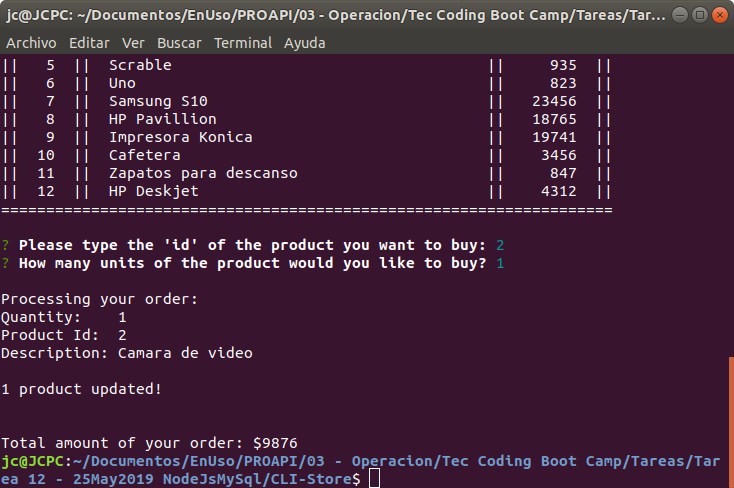 jc@JCPC: ~/Documentos/EnUso/PROAPI/03 - Operacion/Tec Coding Boot Camp/Tareas/Tar...
Archivo Editar Ver Buscar Terminal Ayuda
||   5  ||  Scrable                                   ||     935  ||
||   6  ||  Uno                                       ||     823  ||
||   7  ||  Samsung S10                               ||   23456  ||
||   8  ||  HP Pavillion                              ||   18765  ||
||   9  ||  Impresora Konica                          ||   19741  ||
||  10  ||  Cafetera                                  ||    3456  ||
||  11  ||  Zapatos para descanso                     ||     847  ||
||  12  ||  HP Deskjet                                ||    4312  ||
====================================================================
? Please type the 'id' of the product you want to buy: 2
? How many units of the product would you like to buy? 1
Processing your order:
Quantity:    1
Product Id:  2
Description: Camara de video
1 product updated!
Total amount of your order: $9876
jc@JCPC:~/Documentos/EnUso/PROAPI/03 - Operacion/Tec Coding Boot Camp/Tareas/Tar
ea 12 - 25May2019 NodeJsMySql/CLI-Store$